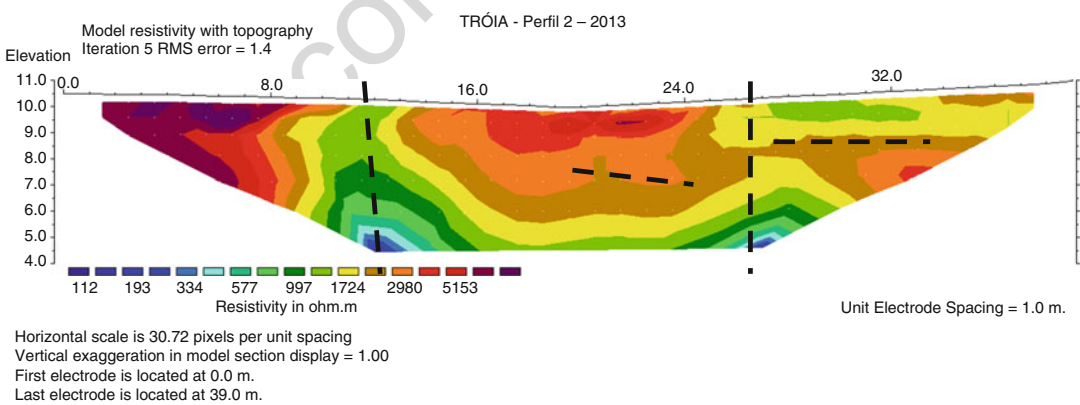 TRÓIA - Perfil 2 – 2013
Model resistivity with topography
Iteration 5 RMS error = 1.4
Elevation
11.0
10.0
9.0
8.0
7.0
6.0
5.0
4.0
0.0
8.0
16.0
24.0
32.0
112 193 334 577 997 1724 2980 5153
Resistivity in ohm.m
Unit Electrode Spacing = 1.0 m.
Horizontal scale is 30.72 pixels per unit spacing
Vertical exaggeration in model section display = 1.00
First electrode is located at 0.0 m.
Last electrode is located at 39.0 m.